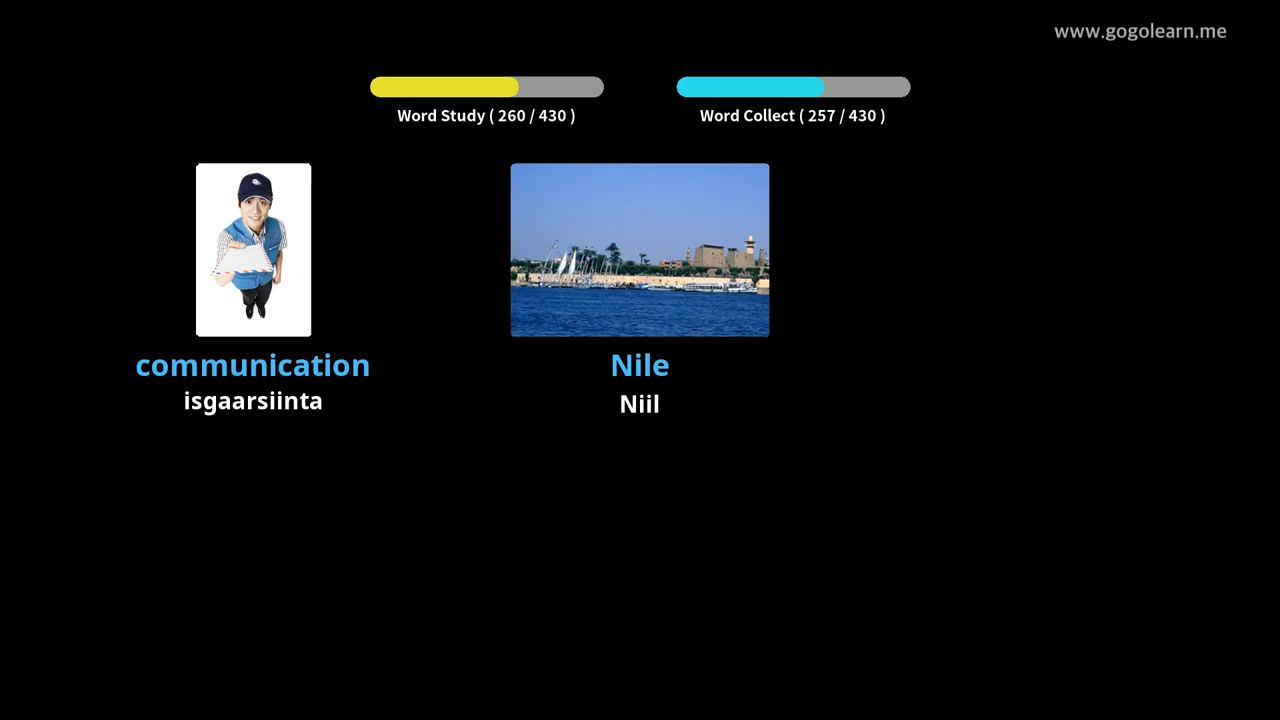 www.gogolearn.me
Word Study ( 260 / 430 )
Word Collect ( 257 / 430 )
communication
isgaarsiinta
Nile
Niil